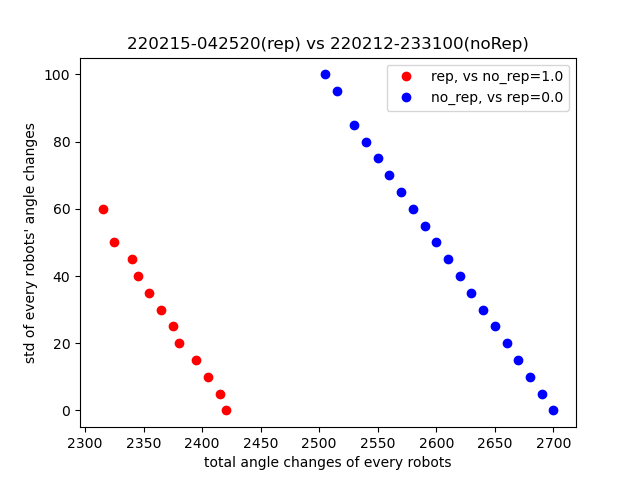 220215-042520(rep) vs 220212-233100(noRep)
rep, vs no_rep=1.0
no_rep, vs rep=0.0
std of every robots' angle changes
100
80
60
40
20
0
2300 2350 2400 2450 2500 2550 2600 2650 2700
total angle changes of every robots